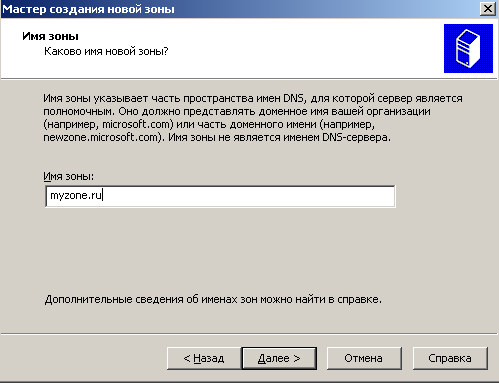 Мастер создания новой зоны
Имя зоны
Каково имя новой зоны?
Имя зоны указывает часть пространства имен DNS, для которой сервер является
полномочным. Оно должно представлять доменное имя вашей организации
(например, microsoft.com) или часть доменного имени (например,
newzone.microsoft.com). Имя зоны не является именем DNS-сервера.
Имя зоны:
myzone.ru
Дополнительные сведения об именах зон можно найти в справке.
< Назад Далее > Отмена Справка